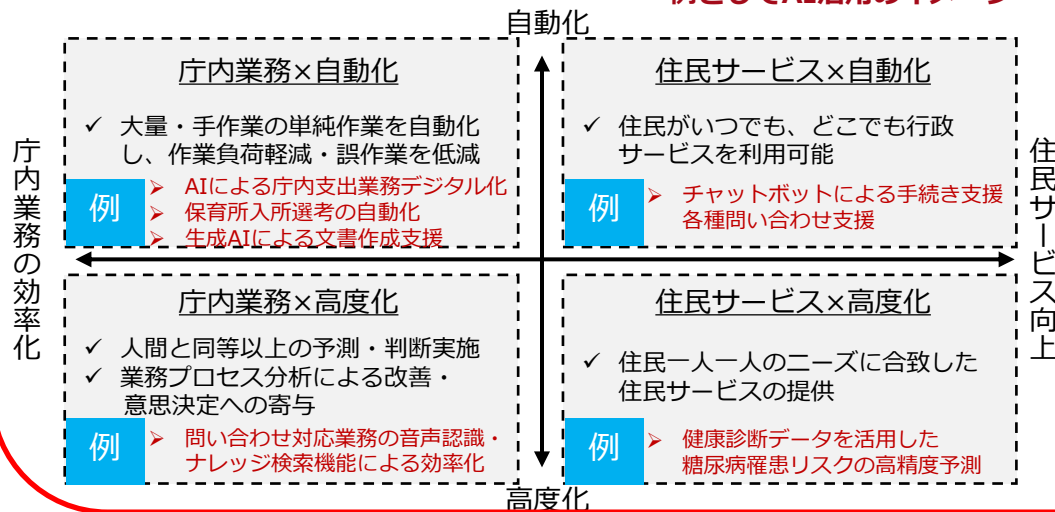 自動化
庁内業務×自動化
✓ 大量・手作業の単純作業を自動化
し、作業負荷軽減・誤作業を低減
例
➢ AIによる庁内支出業務デジタル化
➢ 保育所入所選考の自動化
➢ 生成AIによる文書作成支援
住民サービス×自動化
✓ 住民がいつでも、どこでも行政
サービスを利用可能
例
➢ チャットボットによる手続き支援
各種問い合わせ支援
庁内業務の効率化
住民サービス向上
庁内業務×高度化
✓ 人間と同等以上の予測・判断実施
✓ 業務プロセス分析による改善・
意思決定への寄与
例
➢ 問い合わせ対応業務の音声認識・
ナレッジ検索機能による効率化
住民サービス×高度化
✓ 住民一人一人のニーズに合致した
住民サービスの提供
例
➢ 健康診断データを活用した
糖尿病罹患リスクの高精度予測
高度化